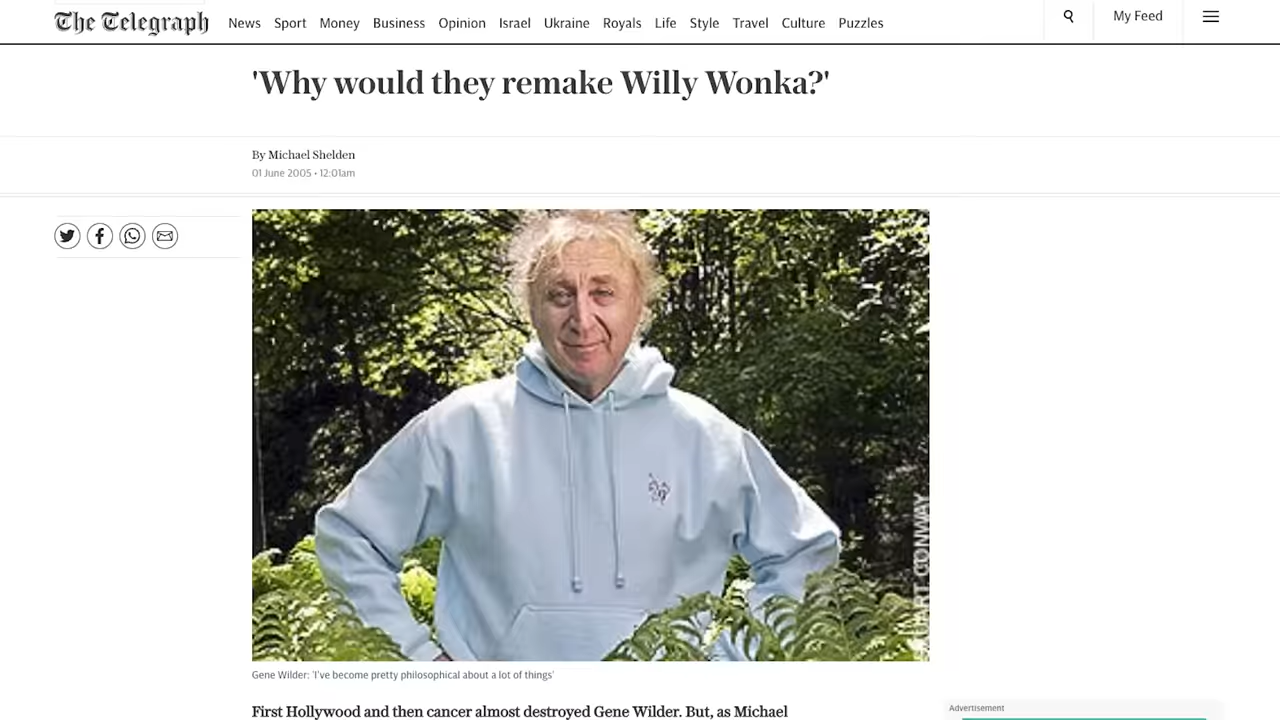 The Telegraph
News Sport Money Business Opinion Israel Ukraine Royals Life Style Travel Culture Puzzles
My Feed
'Why would they remake Willy Wonka?'
By Michael Shelden
01 June 2005 • 12:01am
STUART CONWAY
Gene Wilder: 'I've become pretty philosophical about a lot of things'
First Hollywood and then cancer almost destroyed Gene Wilder. But, as Michael
Advertisement